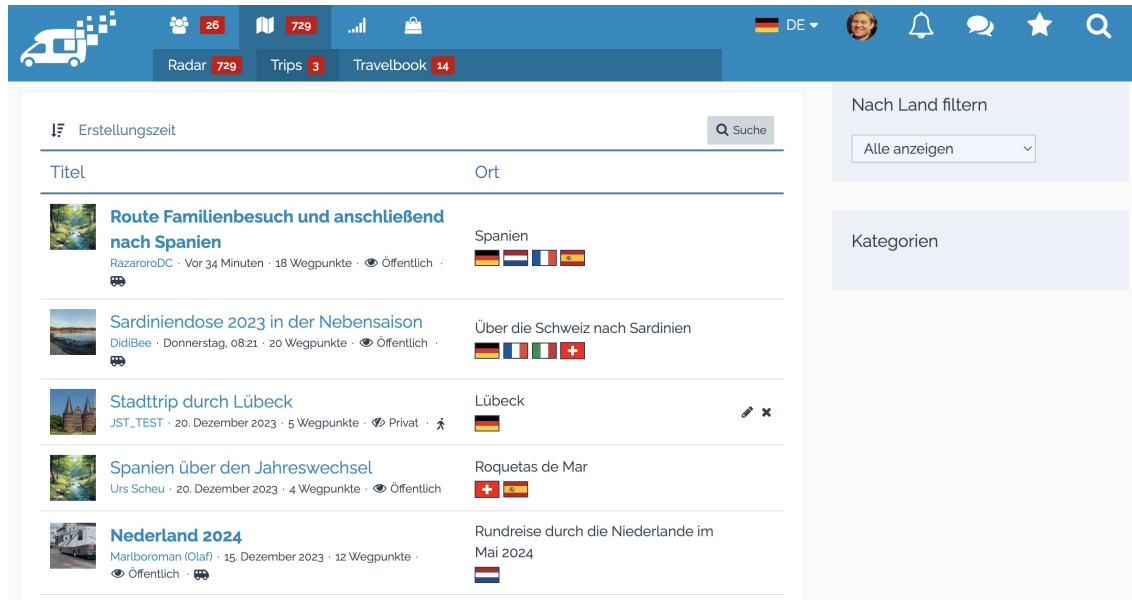 26
729
DE
Radar 729
Trips 3
Travelbook 14
Erstellungszeit
Suche
Titel
Ort
Route Familienbesuch und anschließend
nach Spanien
RazaroroDC · Vor 34 Minuten · 18 Wegpunkte · Öffentlich ·
Spanien
Sardiniendose 2023 in der Nebensaison
DidiBee · Donnerstag, 08:21 · 20 Wegpunkte · Öffentlich ·
Über die Schweiz nach Sardinien
Stadttrip durch Lübeck
JST_TEST · 20. Dezember 2023 · 5 Wegpunkte · Privat ·
Lübeck
Spanien über den Jahreswechsel
Urs Scheu · 20. Dezember 2023 · 4 Wegpunkte · Öffentlich
Roquetas de Mar
Nederland 2024
Marlboroman (Olaf) · 15. Dezember 2023 · 12 Wegpunkte ·
Öffentlich ·
Rundreise durch die Niederlande im
Mai 2024
Nach Land filtern
Alle anzeigen
Kategorien